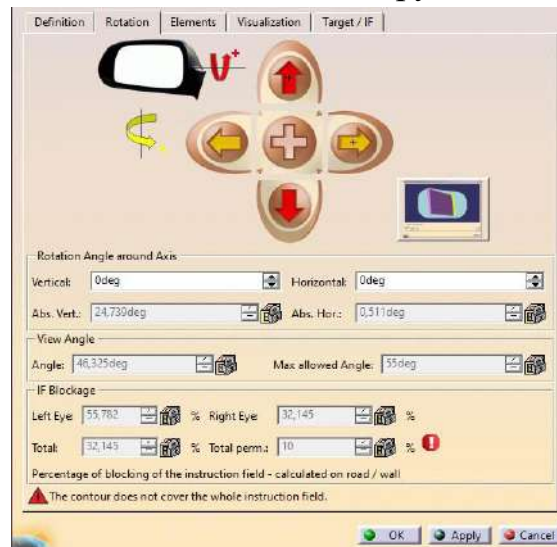 Definition Rotation Elements Visualization Target / IF
Rotation Angle around Axis
Vertical: 0deg Horizontal: 0deg
Abs. Vert.: 24,739deg Abs. Hor.: 0,511deg
View Angle
Angle: 46,325deg Max allowed Angle: 55deg
IF Blockage
Left Eye: 55,782 % Right Eye: 32,145 %
Total: 32,145 % Total perm.: 10 %
Percentage of blocking of the instruction field - calculated on road / wall
The contour does not cover the whole instruction field.
OK Apply Cancel